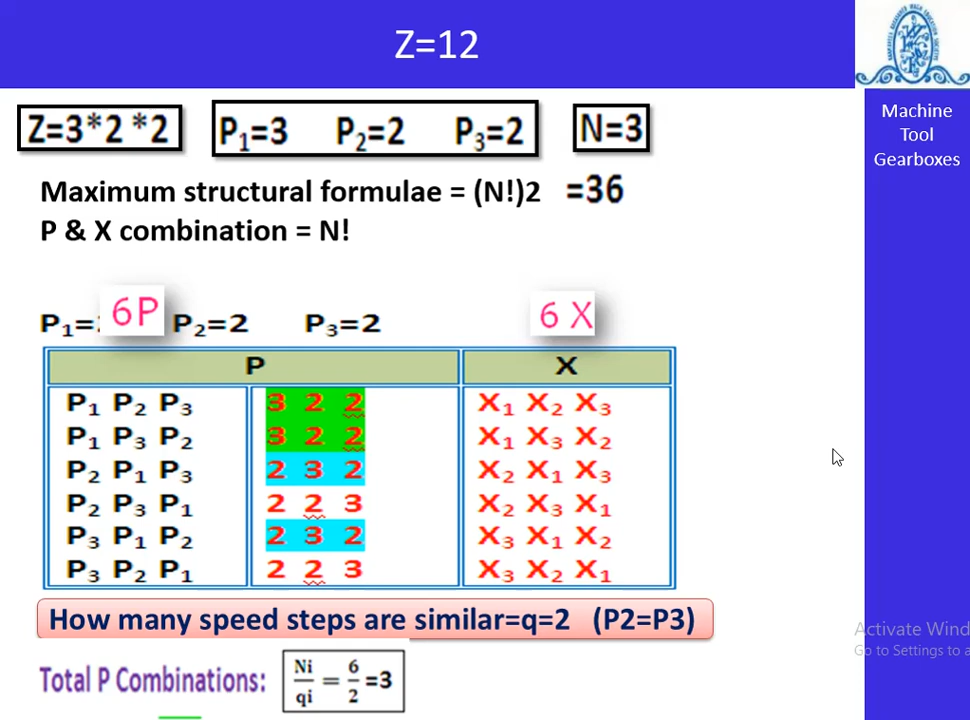 Z=12
Machine
Tool
Gearboxes
Z=3*2 *2
P₁=3 P₂=2 P₃=2
N=3
Maximum structural formulae = (N!)2 =36
P & X combination = N!
6P
6 X
P₁= P₂=2 P₃=2
P X
P₁ P₂ P₃ 3 2 2 X₁ X₂ X₃
P₁ P₃ P₂ 3 2 2 X₁ X₃ X₂
P₂ P₁ P₃ 2 3 2 X₂ X₁ X₃
P₂ P₃ P₁ 2 2 3 X₂ X₃ X₁
P₃ P₁ P₂ 2 3 2 X₃ X₁ X₂
P₃ P₂ P₁ 2 2 3 X₃ X₂ X₁
How many speed steps are similar=q=2 (P2=P3)
Activate Wind
Go to Settings to a
Total P Combinations: Ni/qi = 6/2 =3